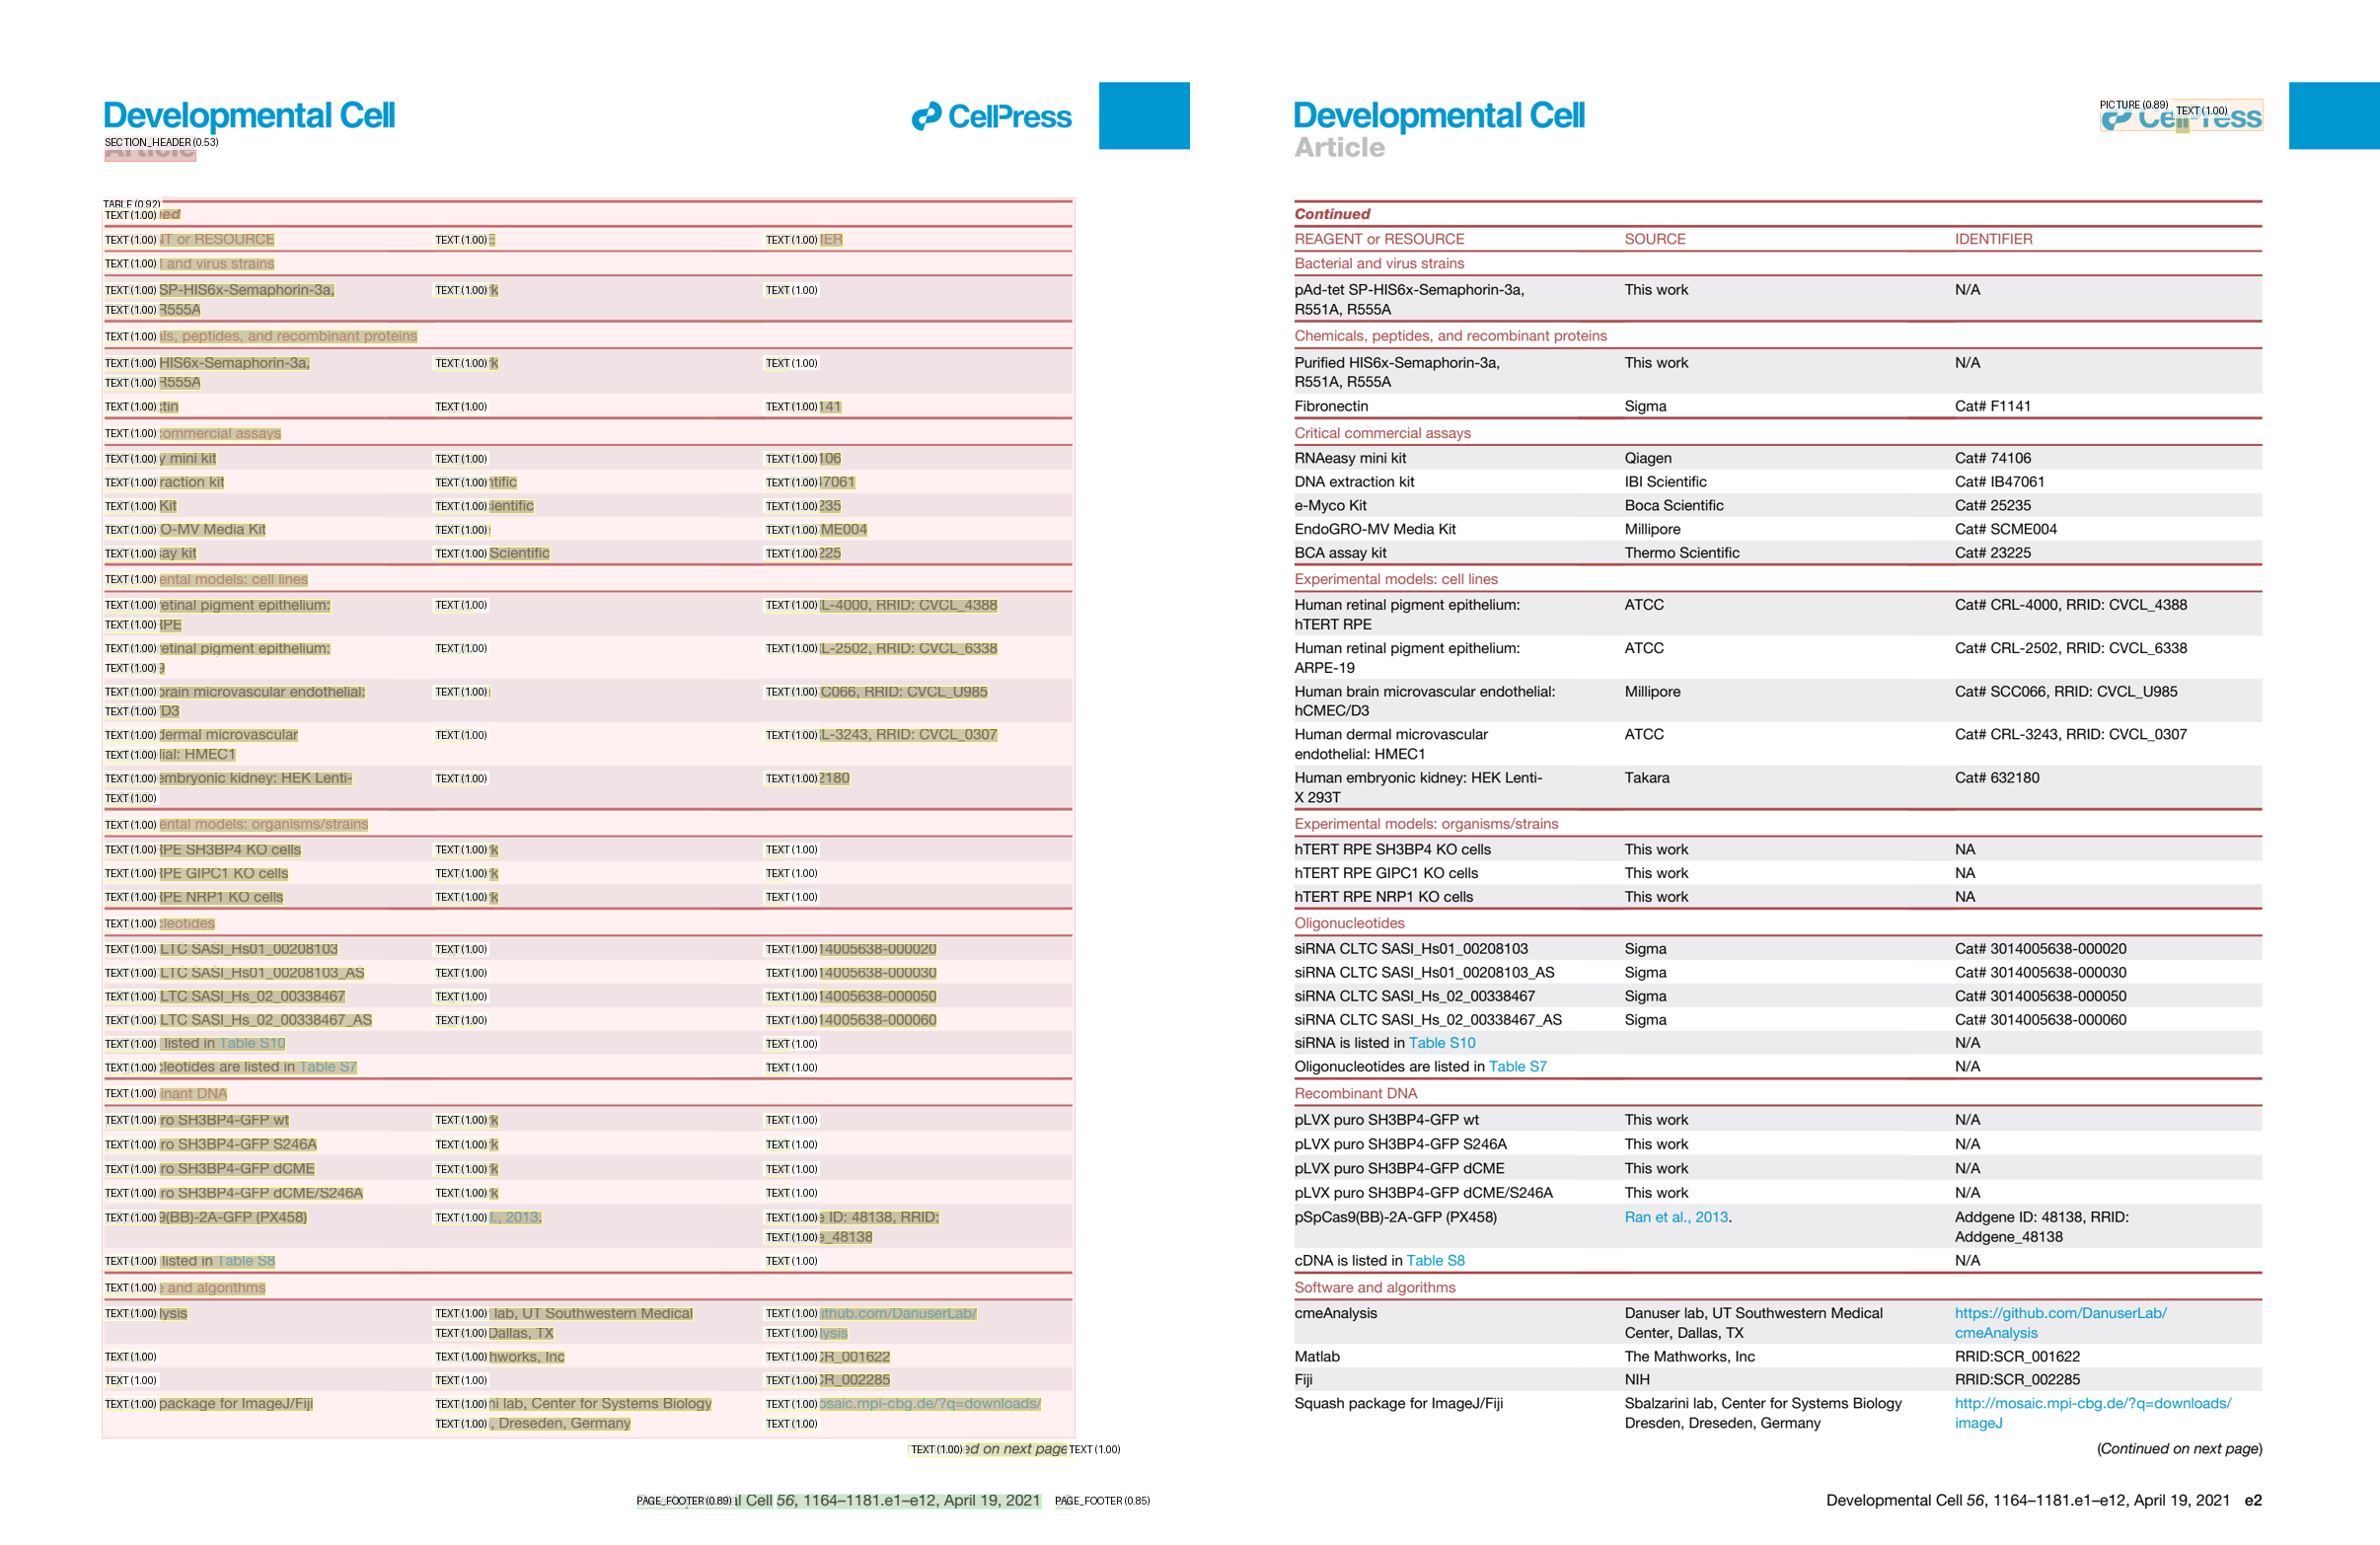 Developmental Cell CellPress
SECTION_HEADER (0.53)
Article
TABLE (0.92)
TEXT (1.00) ed
TEXT (1.00) NT or RESOURCE TEXT (1.00) E TEXT (1.00) IER
TEXT (1.00) l and virus strains
TEXT (1.00) SP-HIS6x-Semaphorin-3a, TEXT (1.00) k TEXT (1.00)
TEXT (1.00) R555A
TEXT (1.00) ls, peptides, and recombinant proteins
TEXT (1.00) HIS6x-Semaphorin-3a, TEXT (1.00) k TEXT (1.00)
TEXT (1.00) R555A
TEXT (1.00) tin TEXT (1.00) TEXT (1.00) 141
TEXT (1.00) commercial assays
TEXT (1.00) y mini kit TEXT (1.00) TEXT (1.00) 106
TEXT (1.00) raction kit TEXT (1.00) ntific TEXT (1.00) 47061
TEXT (1.00) Kit TEXT (1.00) ientific TEXT (1.00) 235
TEXT (1.00) O-MV Media Kit TEXT (1.00) TEXT (1.00) ME004
TEXT (1.00) ay kit TEXT (1.00) Scientific TEXT (1.00) 225
TEXT (1.00) ental models: cell lines
TEXT (1.00) retinal pigment epithelium: TEXT (1.00) TEXT (1.00) L-4000, RRID: CVCL_4388
TEXT (1.00) RPE
TEXT (1.00) retinal pigment epithelium: TEXT (1.00) TEXT (1.00) L-2502, RRID: CVCL_6338
TEXT (1.00) 9
TEXT (1.00) brain microvascular endothelial: TEXT (1.00) TEXT (1.00) C066, RRID: CVCL_U985
TEXT (1.00) /D3
TEXT (1.00) dermal microvascular TEXT (1.00) TEXT (1.00) L-3243, RRID: CVCL_0307
TEXT (1.00) lial: HMEC1
TEXT (1.00) embryonic kidney: HEK Lenti- TEXT (1.00) TEXT (1.00) 2180
TEXT (1.00)
TEXT (1.00) ental models: organisms/strains
TEXT (1.00) RPE SH3BP4 KO cells TEXT (1.00) k TEXT (1.00)
TEXT (1.00) RPE GIPC1 KO cells TEXT (1.00) k TEXT (1.00)
TEXT (1.00) RPE NRP1 KO cells TEXT (1.00) k TEXT (1.00)
TEXT (1.00) cleotides
TEXT (1.00) LTC SASI_Hs01_00208103 TEXT (1.00) TEXT (1.00) 14005638-000020
TEXT (1.00) LTC SASI_Hs01_00208103_AS TEXT (1.00) TEXT (1.00) 14005638-000030
TEXT (1.00) LTC SASI_Hs_02_00338467 TEXT (1.00) TEXT (1.00) 14005638-000050
TEXT (1.00) LTC SASI_Hs_02_00338467_AS TEXT (1.00) TEXT (1.00) 14005638-000060
TEXT (1.00) listed in Table S10 TEXT (1.00)
TEXT (1.00) cleotides are listed in Table S7 TEXT (1.00)
TEXT (1.00) inant DNA
TEXT (1.00) ro SH3BP4-GFP wt TEXT (1.00) k TEXT (1.00)
TEXT (1.00) ro SH3BP4-GFP S246A TEXT (1.00) k TEXT (1.00)
TEXT (1.00) ro SH3BP4-GFP dCME TEXT (1.00) k TEXT (1.00)
TEXT (1.00) ro SH3BP4-GFP dCME/S246A TEXT (1.00) k TEXT (1.00)
TEXT (1.00) 9(BB)-2A-GFP (PX458) TEXT (1.00) l., 2013. TEXT (1.00) e ID: 48138, RRID:
TEXT (1.00) e_48138
TEXT (1.00) listed in Table S8 TEXT (1.00)
TEXT (1.00) e and algorithms
TEXT (1.00) lysis TEXT (1.00) lab, UT Southwestern Medical TEXT (1.00) ithub.com/DanuserLab/
TEXT (1.00) Dallas, TX TEXT (1.00) lysis
TEXT (1.00) TEXT (1.00) hworks, Inc TEXT (1.00) CR_001622
TEXT (1.00) TEXT (1.00) TEXT (1.00) CR_002285
TEXT (1.00) package for ImageJ/Fiji TEXT (1.00) ni lab, Center for Systems Biology TEXT (1.00) osaic.mpi-cbg.de/?q=downloads/
TEXT (1.00) , Dreseden, Germany TEXT (1.00)
TEXT (1.00) ed on next page TEXT (1.00)
PAGE_FOOTER (0.89) l Cell 56, 1164–1181.e1–e12, April 19, 2021 PAGE_FOOTER (0.85)
Developmental Cell PICTURE (0.89) TEXT (1.00) CellPress
Article
Continued
REAGENT or RESOURCE SOURCE IDENTIFIER
Bacterial and virus strains
pAd-tet SP-HIS6x-Semaphorin-3a, This work N/A
R551A, R555A
Chemicals, peptides, and recombinant proteins
Purified HIS6x-Semaphorin-3a, This work N/A
R551A, R555A
Fibronectin Sigma Cat# F1141
Critical commercial assays
RNAeasy mini kit Qiagen Cat# 74106
DNA extraction kit IBI Scientific Cat# IB47061
e-Myco Kit Boca Scientific Cat# 25235
EndoGRO-MV Media Kit Millipore Cat# SCME004
BCA assay kit Thermo Scientific Cat# 23225
Experimental models: cell lines
Human retinal pigment epithelium: ATCC Cat# CRL-4000, RRID: CVCL_4388
hTERT RPE
Human retinal pigment epithelium: ATCC Cat# CRL-2502, RRID: CVCL_6338
ARPE-19
Human brain microvascular endothelial: Millipore Cat# SCC066, RRID: CVCL_U985
hCMEC/D3
Human dermal microvascular ATCC Cat# CRL-3243, RRID: CVCL_0307
endothelial: HMEC1
Human embryonic kidney: HEK Lenti- Takara Cat# 632180
X 293T
Experimental models: organisms/strains
hTERT RPE SH3BP4 KO cells This work NA
hTERT RPE GIPC1 KO cells This work NA
hTERT RPE NRP1 KO cells This work NA
Oligonucleotides
siRNA CLTC SASI_Hs01_00208103 Sigma Cat# 3014005638-000020
siRNA CLTC SASI_Hs01_00208103_AS Sigma Cat# 3014005638-000030
siRNA CLTC SASI_Hs_02_00338467 Sigma Cat# 3014005638-000050
siRNA CLTC SASI_Hs_02_00338467_AS Sigma Cat# 3014005638-000060
siRNA is listed in Table S10 N/A
Oligonucleotides are listed in Table S7 N/A
Recombinant DNA
pLVX puro SH3BP4-GFP wt This work N/A
pLVX puro SH3BP4-GFP S246A This work N/A
pLVX puro SH3BP4-GFP dCME This work N/A
pLVX puro SH3BP4-GFP dCME/S246A This work N/A
pSpCas9(BB)-2A-GFP (PX458) Ran et al., 2013. Addgene ID: 48138, RRID:
Addgene_48138
cDNA is listed in Table S8 N/A
Software and algorithms
cmeAnalysis Danuser lab, UT Southwestern Medical https://github.com/DanuserLab/
Center, Dallas, TX cmeAnalysis
Matlab The Mathworks, Inc RRID:SCR_001622
Fiji NIH RRID:SCR_002285
Squash package for ImageJ/Fiji Sbalzarini lab, Center for Systems Biology http://mosaic.mpi-cbg.de/?q=downloads/
Dresden, Dreseden, Germany imageJ
(Continued on next page)
Developmental Cell 56, 1164–1181.e1–e12, April 19, 2021 e2